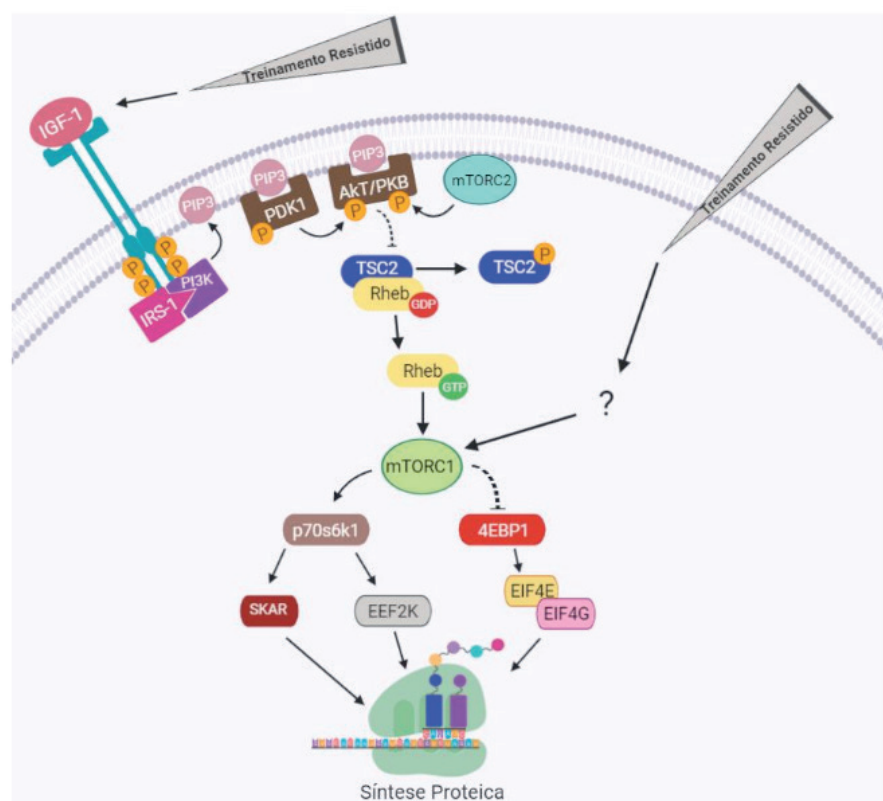 Treinamento Resistido
IGF-1
Treinamento Resistido
PIP3
PIP3
PIP3
mTORC2
PDK1
AkT/PKB
PIP3
P
P
P
P
P
P
P
PI3K
IRS-1
TSC2
TSC2
P
Rheb
GDP
Rheb
GTP
?
mTORC1
p70s6k1
4EBP1
SKAR
EEF2K
EIF4E
EIF4G
Síntese Proteica